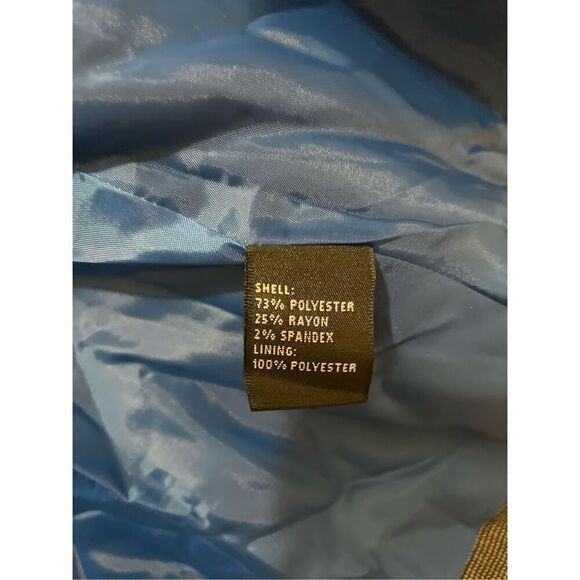 SHELL:
73% POLYESTER
25% RAYON
2% SPANDEX
LINING:
100% POLYESTER